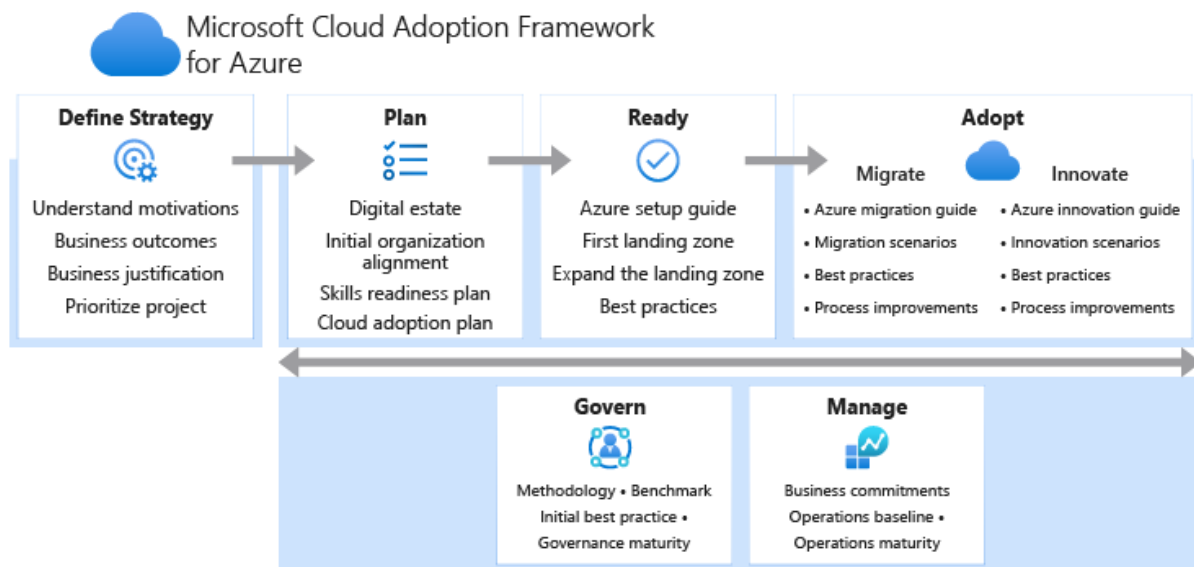 Microsoft Cloud Adoption Framework
for Azure
Define Strategy
Understand motivations
Business outcomes
Business justification
Prioritize project
Plan
Digital estate
Initial organization
alignment
Skills readiness plan
Cloud adoption plan
Ready
Azure setup guide
First landing zone
Expand the landing zone
Best practices
Adopt
Migrate
• Azure migration guide
• Migration scenarios
• Best practices
• Process improvements
Innovate
• Azure innovation guide
• Innovation scenarios
• Best practices
• Process improvements
Govern
Methodology • Benchmark
Initial best practice •
Governance maturity
Manage
Business commitments
Operations baseline •
Operations maturity